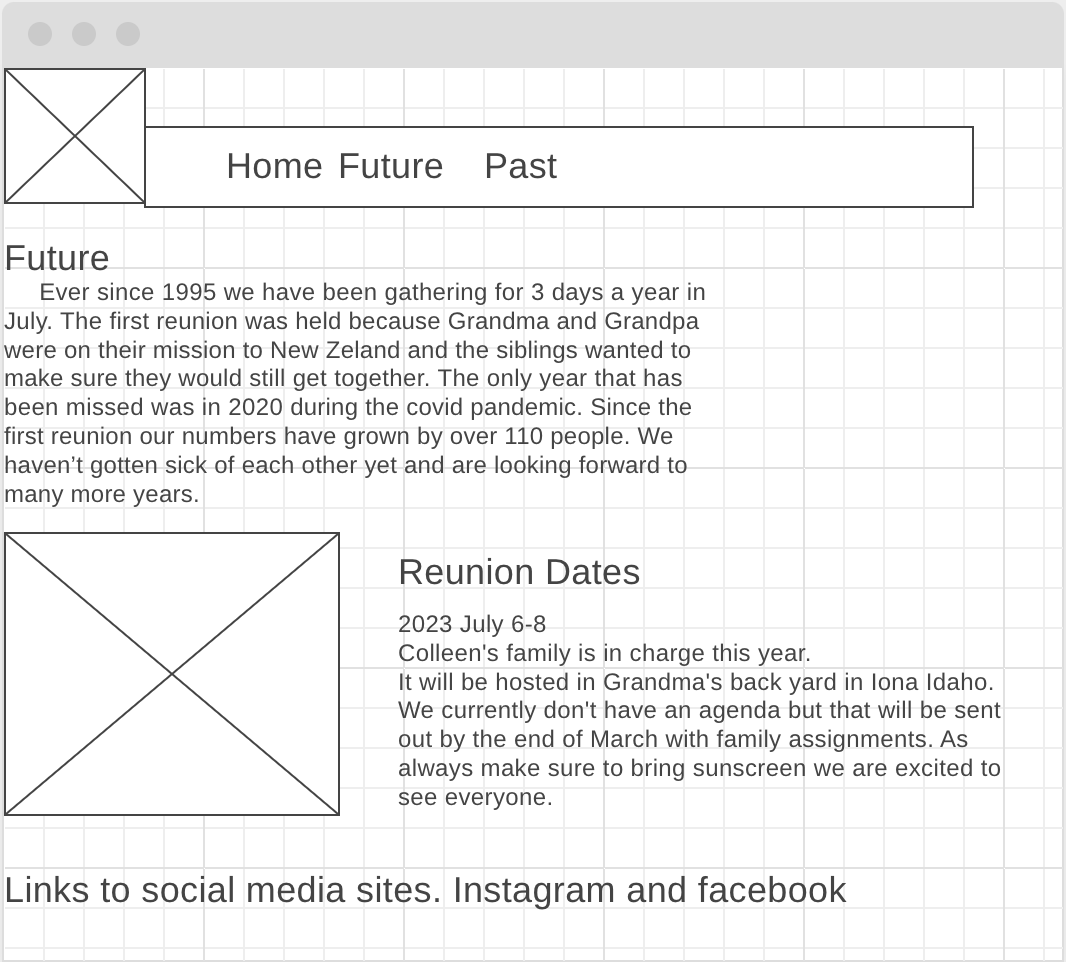 Home Future Past
Future
Ever since 1995 we have been gathering for 3 days a year in
July. The first reunion was held because Grandma and Grandpa
were on their mission to New Zeland and the siblings wanted to
make sure they would still get together. The only year that has
been missed was in 2020 during the covid pandemic. Since the
first reunion our numbers have grown by over 110 people. We
haven’t gotten sick of each other yet and are looking forward to
many more years.
Reunion Dates
2023 July 6-8
Colleen's family is in charge this year.
It will be hosted in Grandma's back yard in Iona Idaho.
We currently don't have an agenda but that will be sent
out by the end of March with family assignments. As
always make sure to bring sunscreen we are excited to
see everyone.
Links to social media sites. Instagram and facebook